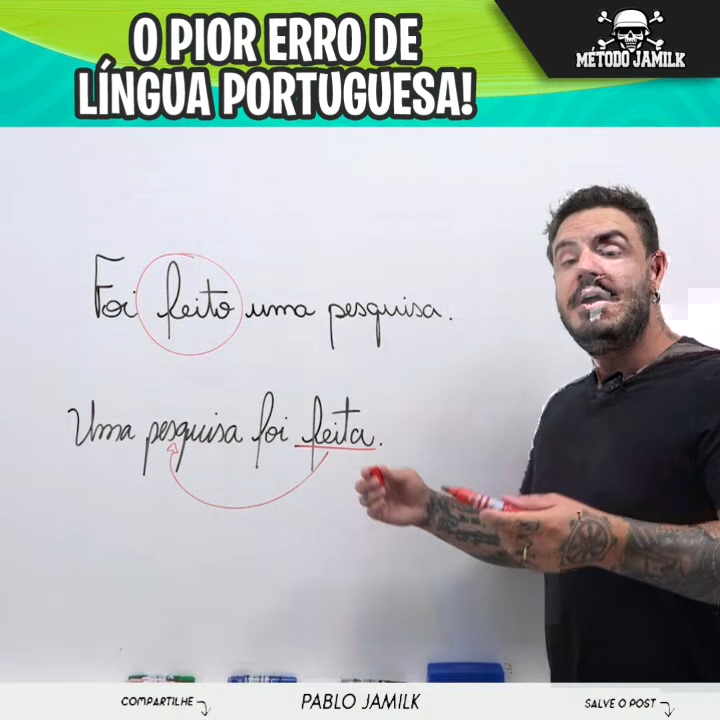 O PIOR ERRO DE
LÍNGUA PORTUGUESA!
MÉTODO JAMILK
Foi feito uma pesquisa.
Uma pesquisa foi feita.
COMPARTILHE
PABLO JAMILK
SALVE O POST